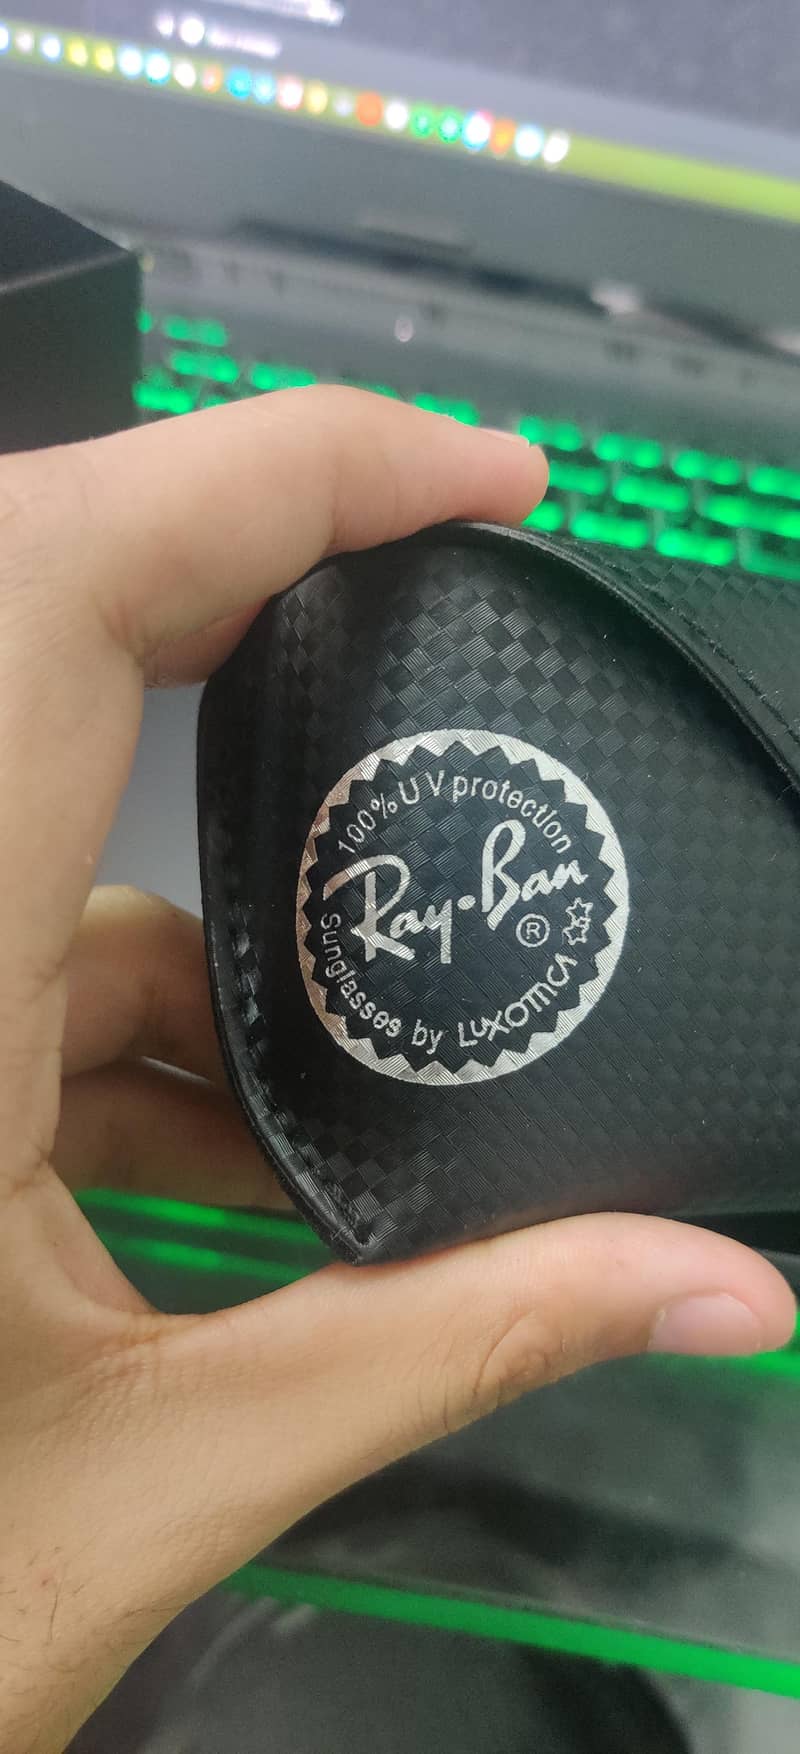 100% UV protection
Ray-Ban
®
Sunglasses by LUXOTTICA